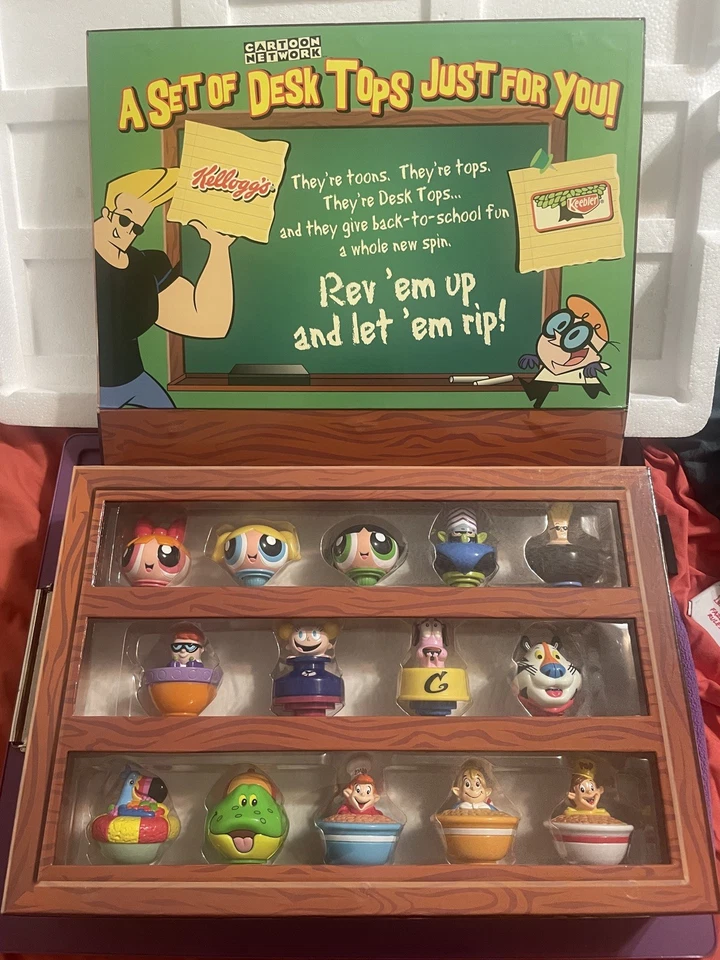 CARTOON
NETWORK
A SET OF DESK TOPS JUST FOR YOU!
Kellogg's
They're toons. They're tops.
They're Desk Tops...
and they give back-to-school fun
a whole new spin.
Rev 'em up
and let 'em rip!
Keebler
G